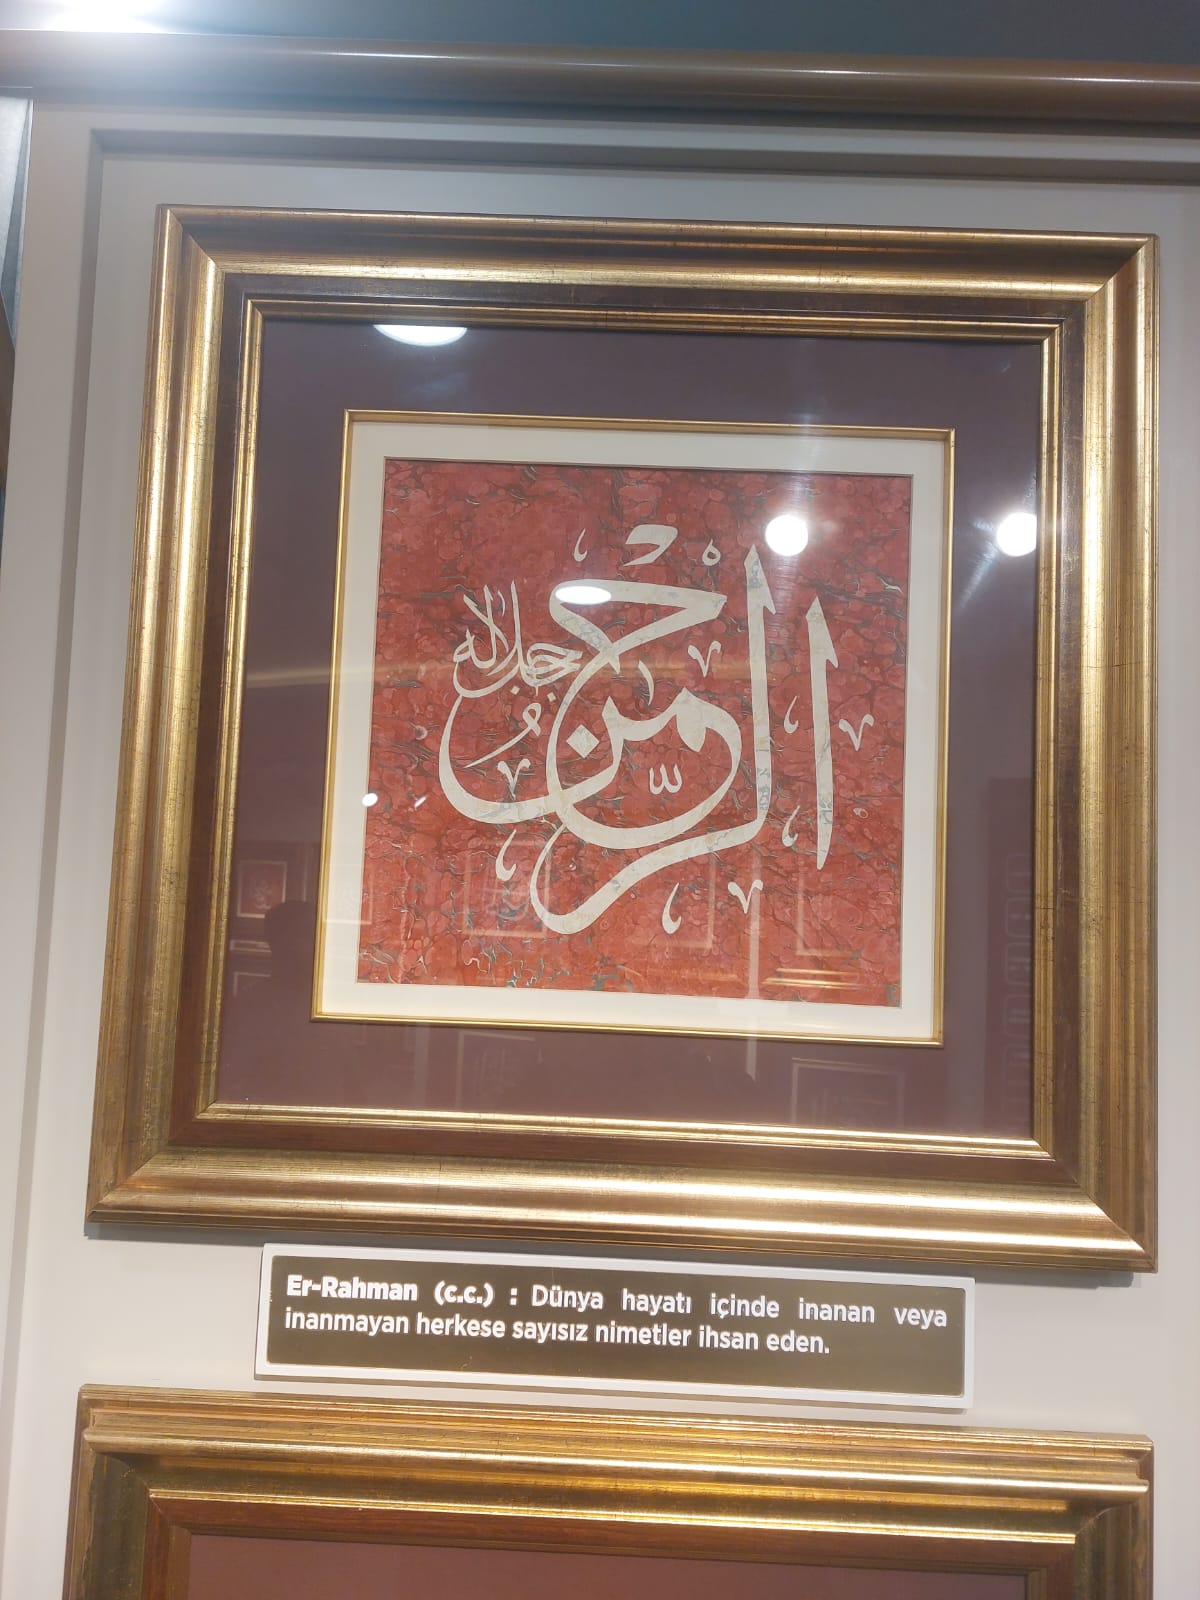 الرحمن
جل جلاله
Er-Rahman (c.c.) : Dünya hayatı içinde inanan veya
inanmayan herkese sayısız nimetler ihsan eden.